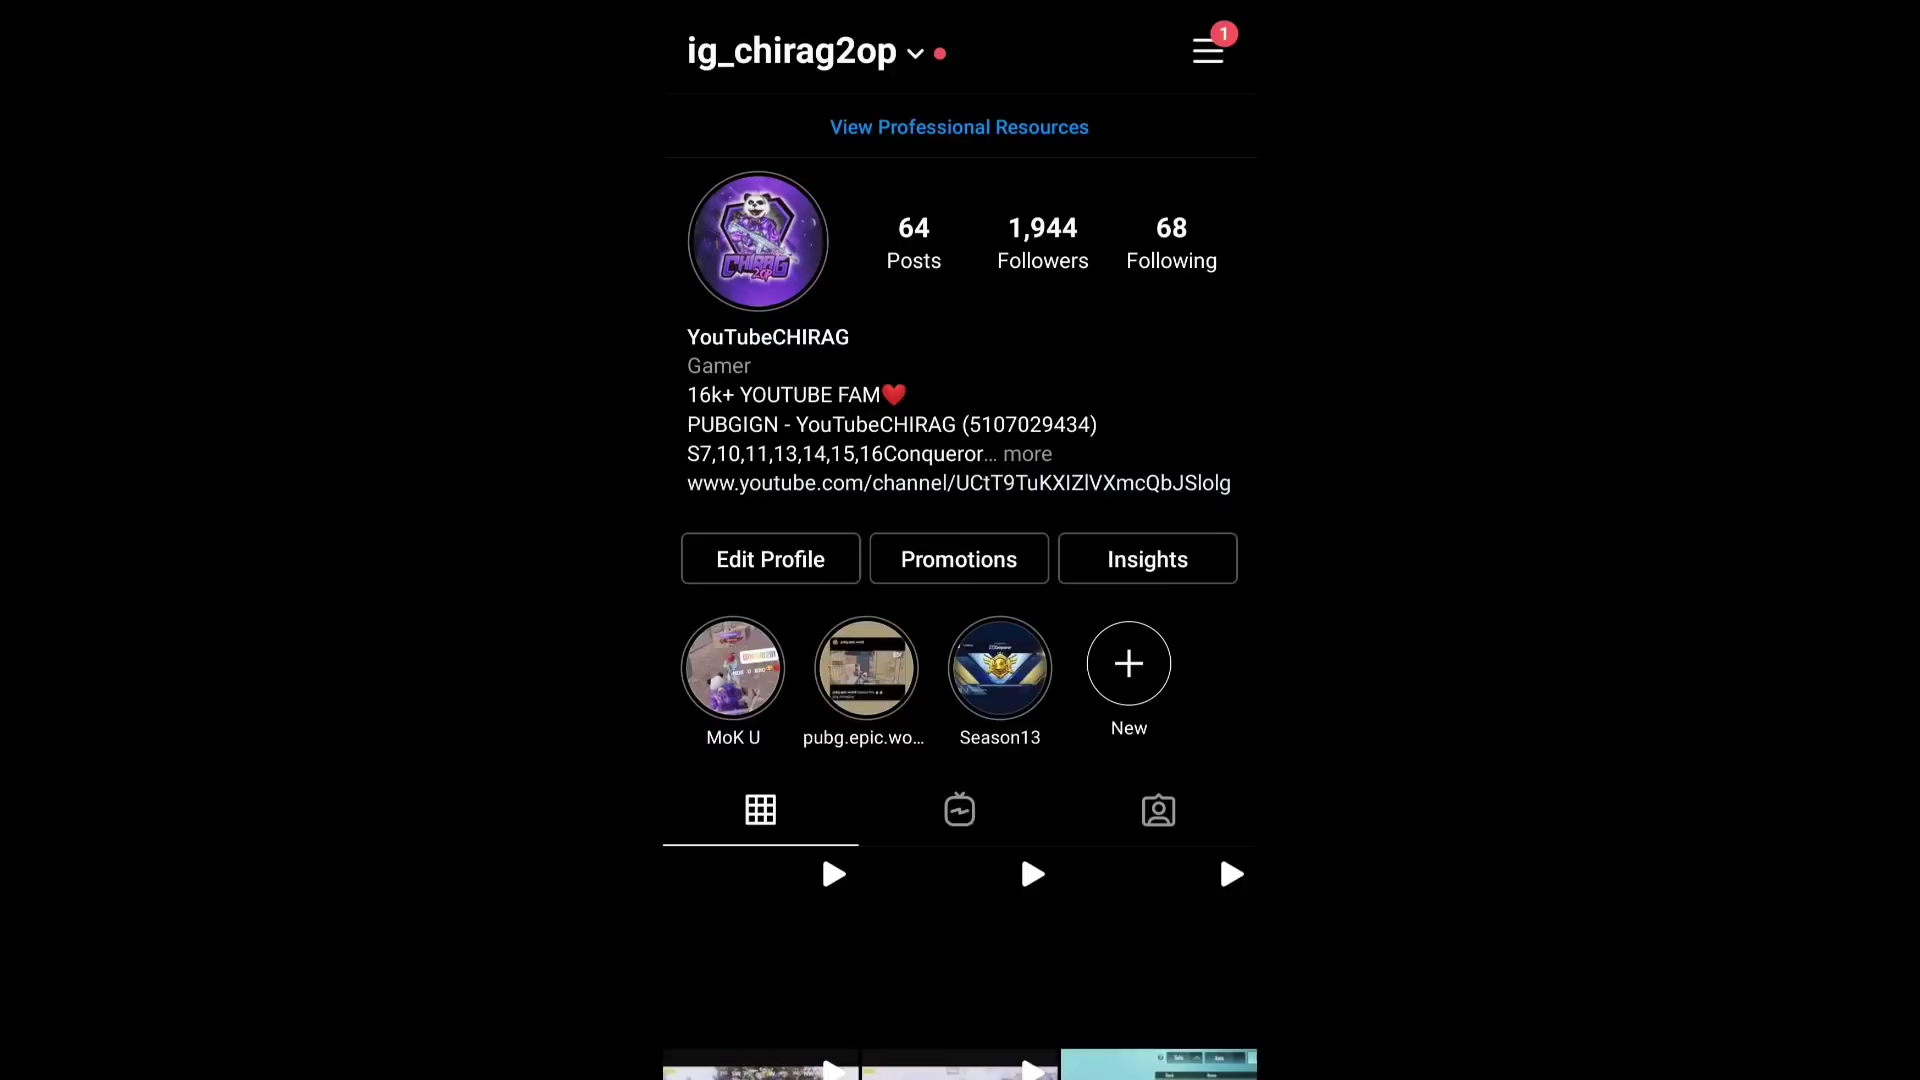 ig_chirag2op
1
View Professional Resources
CHIRAG
2OP
64
Posts
1,944
Followers
68
Following
YouTubeCHIRAG
Gamer
16k+ YOUTUBE FAM❤️
PUBGIGN - YouTubeCHIRAG (5107029434)
S7,10,11,13,14,15,16Conqueror... more
www.youtube.com/channel/UCtT9TuKXIZlVXmcQbJSlolg
Edit Profile
Promotions
Insights
MoK U
pubg.epic.wo...
Season13
New